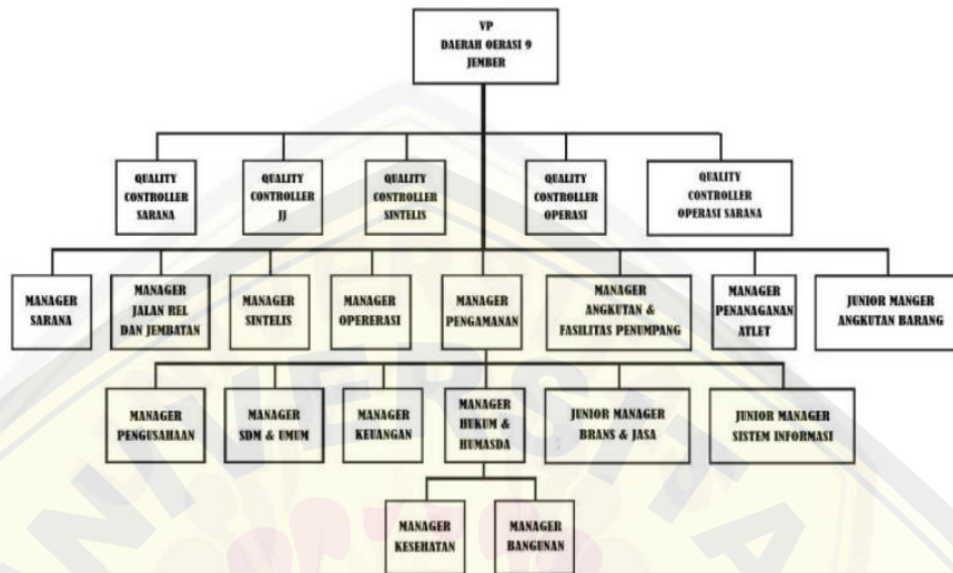 VP
DAERAH OERASI 9
JEMBER
QUALITY
CONTROLLER
SARANA
QUALITY
CONTROLLER
JJ
QUALITY
CONTROLLER
SINTELIS
QUALITY
CONTROLLER
OPERASI
QUALITY
CONTROLLER
OPERASI SARANA
MANAGER
SARANA
MANAGER
JALAN REL
DAN JEMBATAN
MANAGER
SINTELIS
MANAGER
OPERERASI
MANAGER
PENGAMANAN
MANAGER
ANGKUTAN &
FASILITAS PENUMPANG
MANAGER
PENANAGANAN
ATLET
JUNIOR MANGER
ANGKUTAN BARANG
MANAGER
PENGUSAHAAN
MANAGER
SDM & UMUM
MANAGER
KEUANGAN
MANAGER
HUKUM &
HUMASDA
JUNIOR MANAGER
BRANS & JASA
JUNIOR MANAGER
SISTEM INFORMASI
MANAGER
KESEHATAN
MANAGER
BANGUNAN
ANIVERSITA